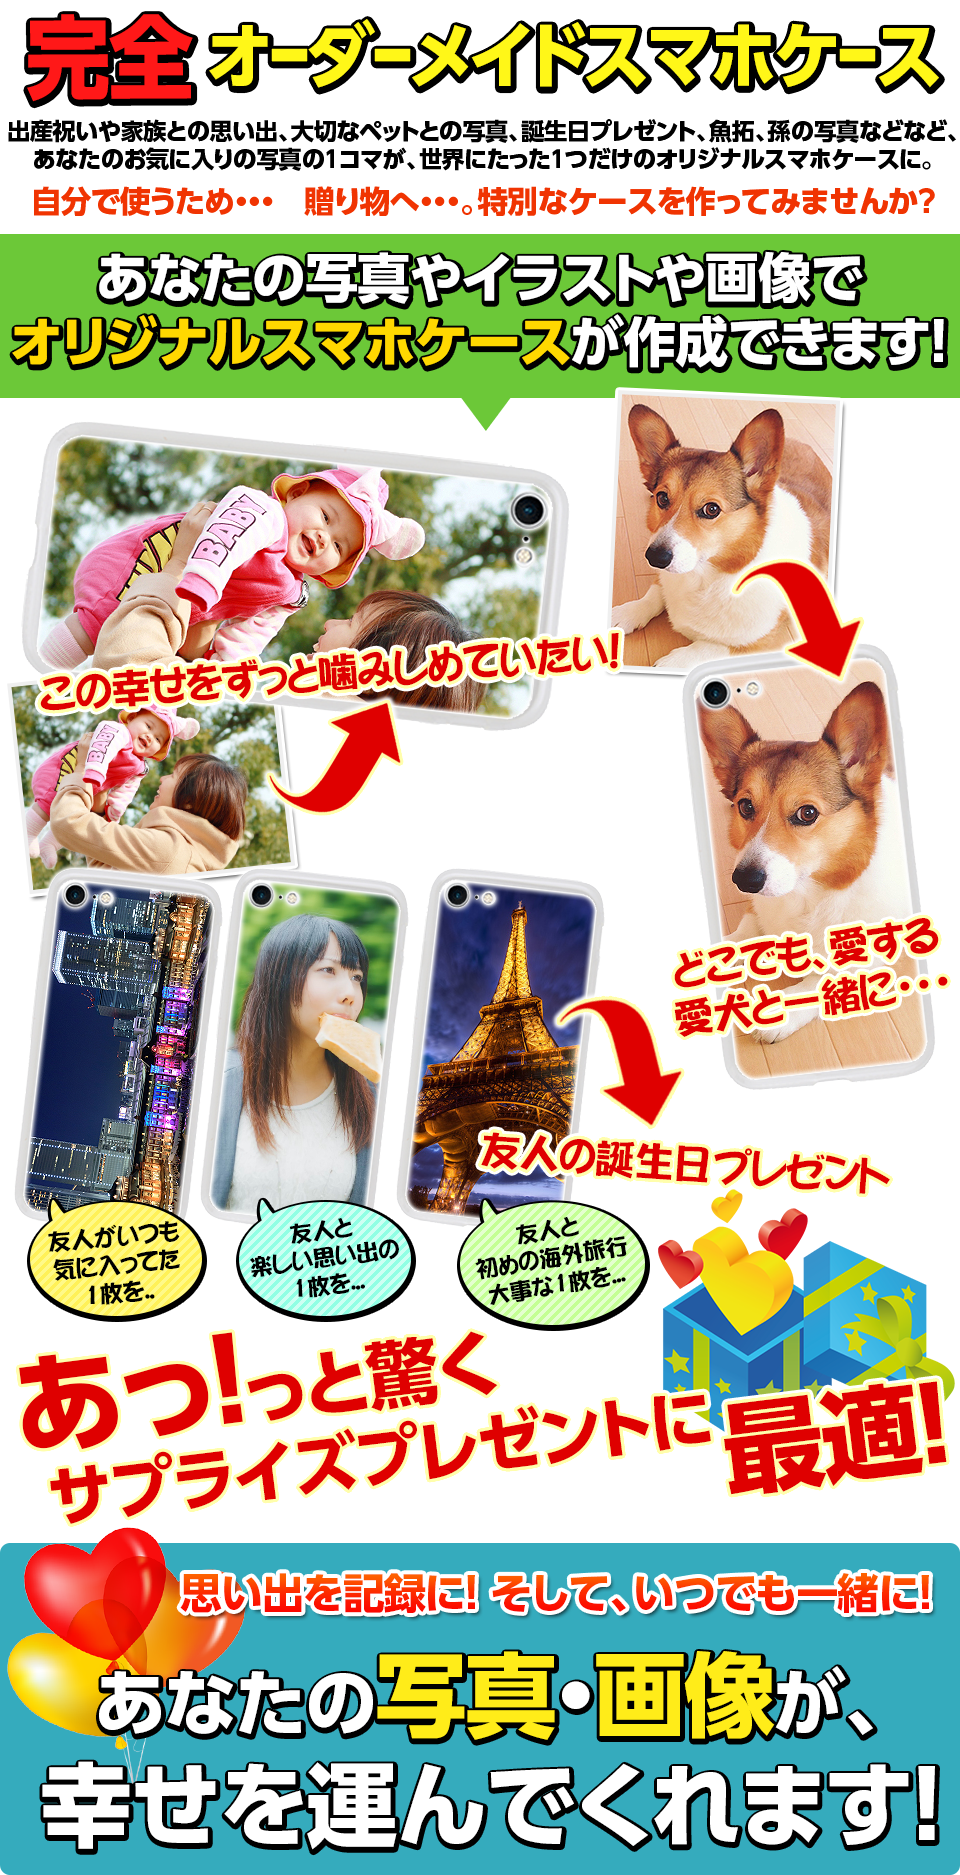 完全オーダーメイドスマホケース
出産祝いや家族との思い出、大切なペットとの写真、誕生日プレゼント、魚拓、孫の写真などなど、
あなたのお気に入りの写真の1コマが、世界にたった1つだけのオリジナルスマホケースに。
自分で使うため・・・　贈り物へ・・・。特別なケースを作ってみませんか？
あなたの写真やイラストや画像で
オリジナルスマホケースが作成できます！
BABY
この幸せをずっと噛みしめていたい！
BABY
どこでも、愛する
愛犬と一緒に・・・
友人の誕生日プレゼント
友人がいつも
気に入ってた
1枚を..
友人と
楽しい思い出の
1枚を...
友人と
初めの海外旅行
大事な1枚を...
あっ！っと驚く
サプライズプレゼントに最適！
思い出を記録に！そして、いつでも一緒に！
あなたの写真・画像が、
幸せを運んでくれます！